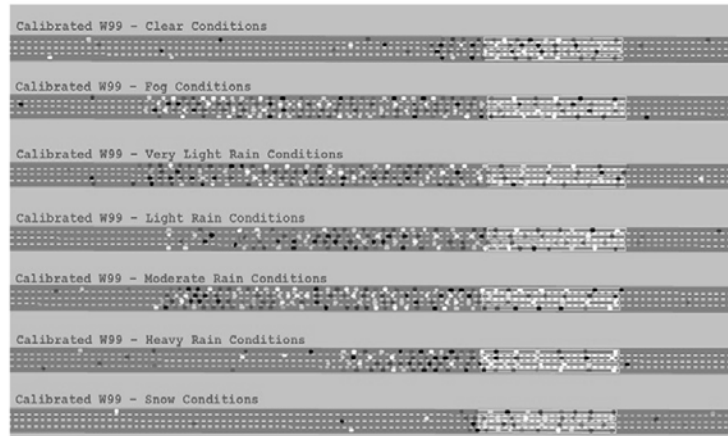 Calibrated W99 - Clear Conditions
Calibrated W99 - Fog Conditions
Calibrated W99 - Very Light Rain Conditions
Calibrated W99 - Light Rain Conditions
Calibrated W99 - Moderate Rain Conditions
Calibrated W99 - Heavy Rain Conditions
Calibrated W99 - Snow Conditions